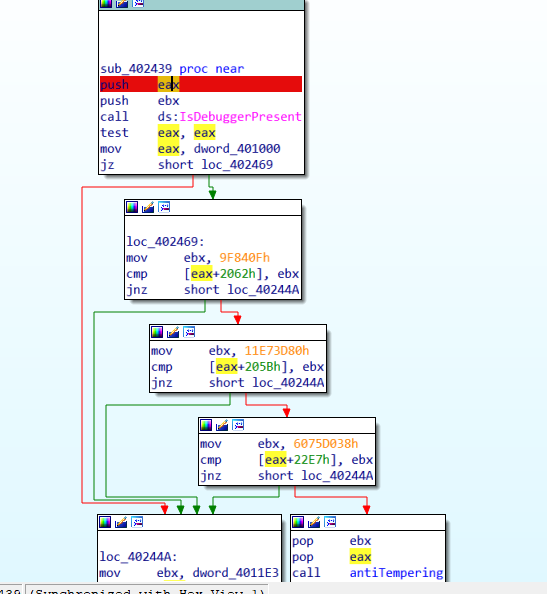 sub_402439 proc near
push eax
push ebx
call ds:IsDebuggerPresent
test eax, eax
mov eax, dword_401000
jz short loc_402469
loc_402469:
mov ebx, 9F840Fh
cmp [eax+2062h], ebx
jnz short loc_40244A
mov ebx, 11E73D80h
cmp [eax+205Bh], ebx
jnz short loc_40244A
mov ebx, 6075D038h
cmp [eax+22E7h], ebx
jnz short loc_40244A
loc_40244A:
mov ebx, dword_4011E3
pop ebx
pop eax
call antiTempering
439 (Synchronized with Hex View-1)